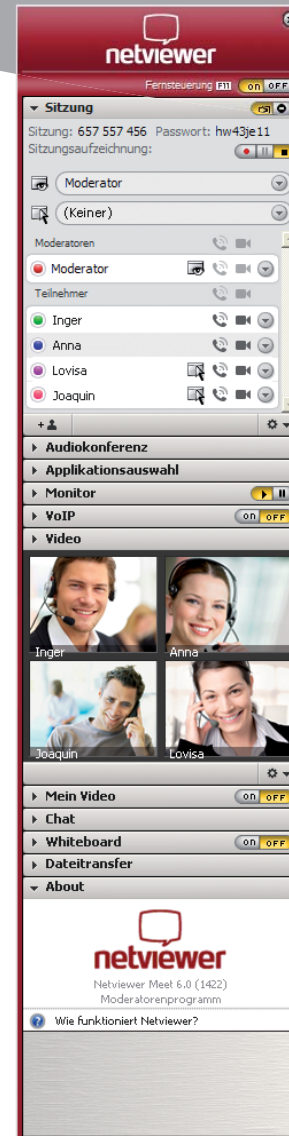 netviewer
Fernsteuerung F11 on OFF
Sitzung
Sitzung: 657 557 456 Passwort: hw43je11
Sitzungsaufzeichnung:
Moderator
(Keiner)
Moderatoren
Moderator
Teilnehmer
Inger
Anna
Lovisa
Joaquin
Audiokonferenz
Applikationsauswahl
Monitor
VoIP on OFF
Video
Inger Anna
Joaquin Lovisa
Mein Video on OFF
Chat
Whiteboard on OFF
Dateitransfer
About
netviewer
Netviewer Meet 6.0 (1422)
Moderatorenprogramm
Wie funktioniert Netviewer?